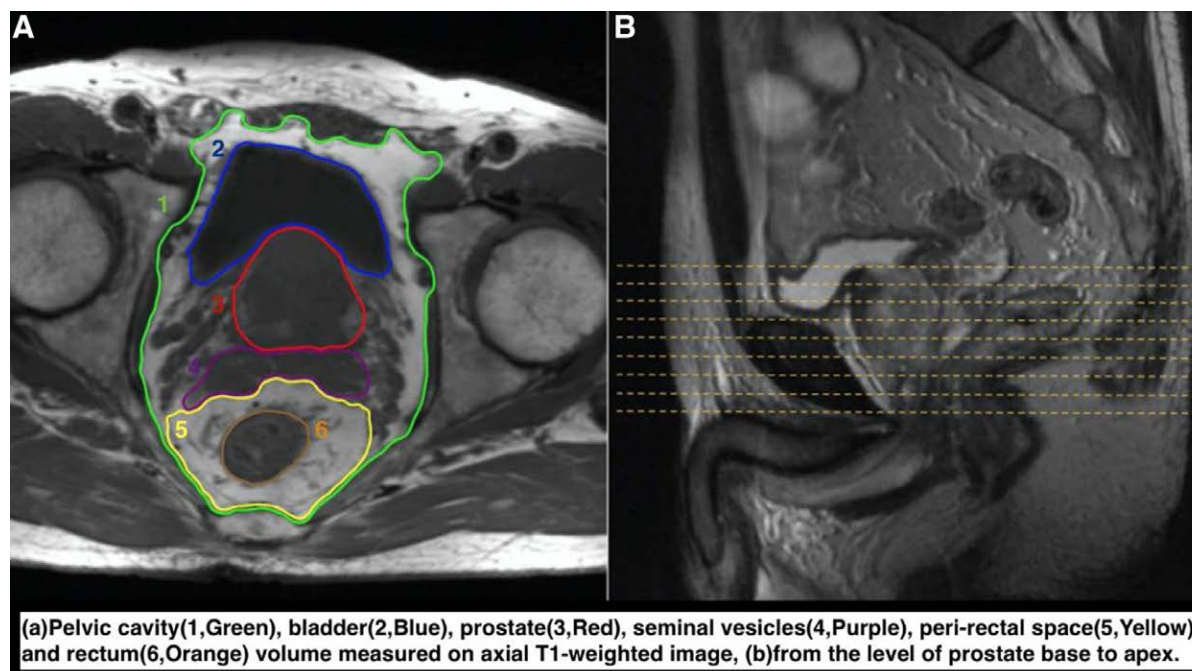 A
B
2
1
3
4
5
6
(a)Pelvic cavity(1,Green), bladder(2,Blue), prostate(3,Red), seminal vesicles(4,Purple), peri-rectal space(5,Yellow)
and rectum(6,Orange) volume measured on axial T1-weighted image, (b)from the level of prostate base to apex.